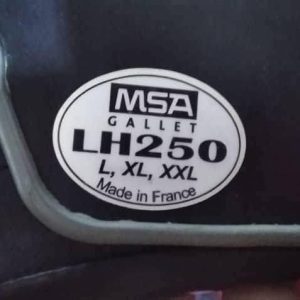 MSA
GALLET
LH250
L, XL, XXL
Made in France